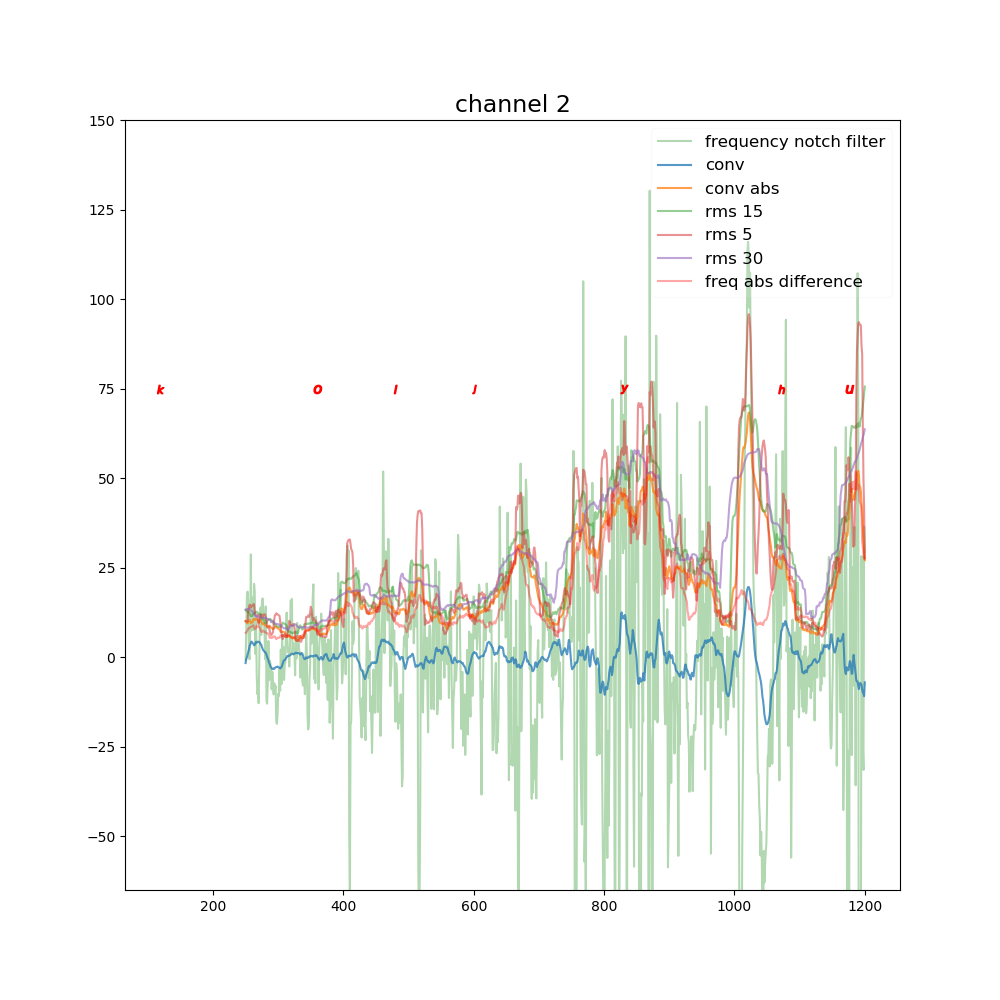 channel 2
150
125
100
75
50
25
0
−25
−50
frequency notch filter
conv
conv abs
rms 15
rms 5
rms 30
freq abs difference
k o l j y h u
200 400 600 800 1000 1200